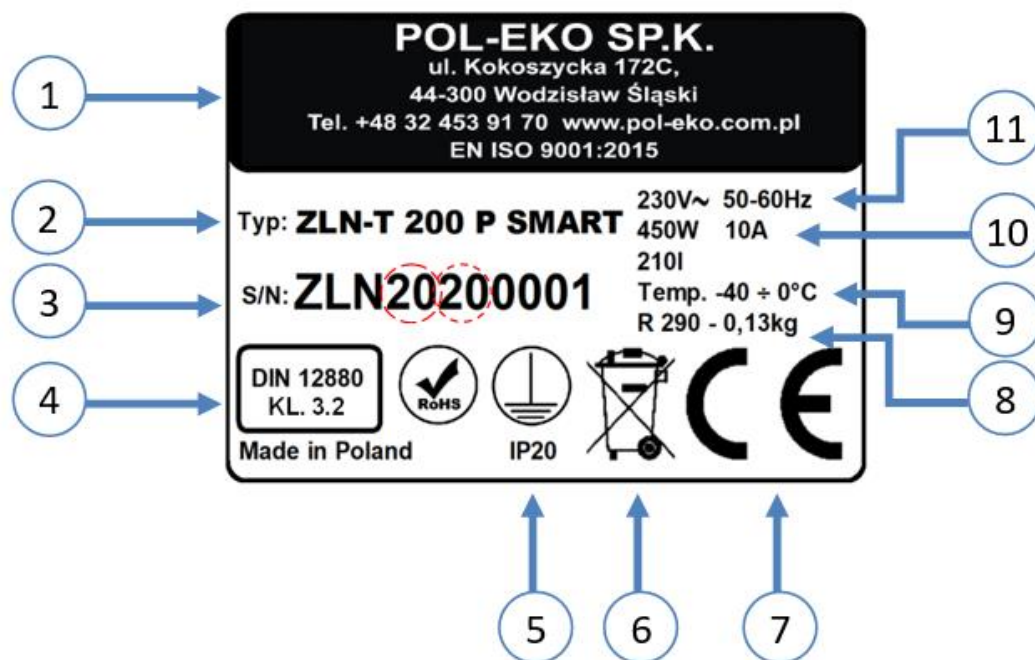 POL-EKO SP.K.
ul. Kokoszycka 172C,
44-300 Wodzisław Śląski
Tel. +48 32 453 91 70 www.pol-eko.com.pl
EN ISO 9001:2015
1
2
3
4
Typ: ZLN-T 200 P SMART
S/N: ZLN20200001
230V~ 50-60Hz
450W 10A
210l
Temp. -40 ÷ 0°C
R 290 - 0,13kg
DIN 12880
KL. 3.2
RoHS
CE
Made in Poland
IP20
11
10
9
8
5
6
7